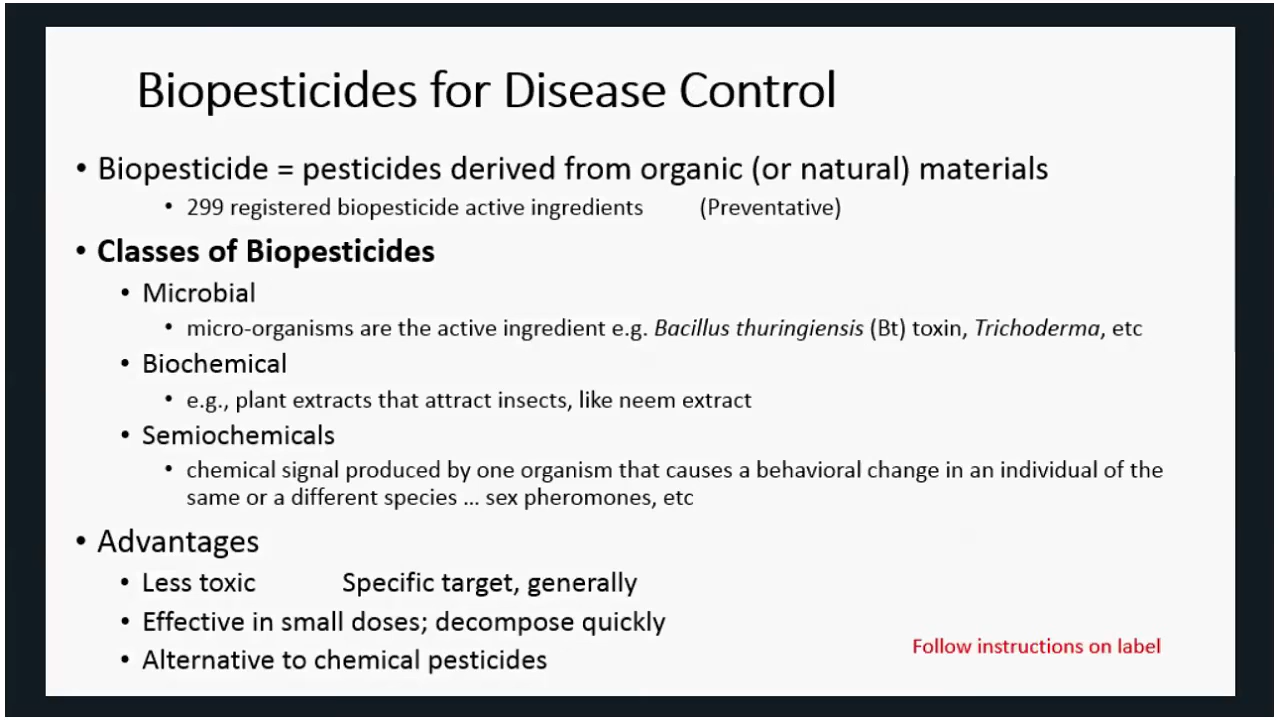 Biopesticides for Disease Control
• Biopesticide = pesticides derived from organic (or natural) materials
• 299 registered biopesticide active ingredients (Preventative)
• Classes of Biopesticides
• Microbial
• micro-organisms are the active ingredient e.g. Bacillus thuringiensis (Bt) toxin, Trichoderma, etc
• Biochemical
• e.g., plant extracts that attract insects, like neem extract
• Semiochemicals
• chemical signal produced by one organism that causes a behavioral change in an individual of the
same or a different species ... sex pheromones, etc
• Advantages
• Less toxic Specific target, generally
• Effective in small doses; decompose quickly
• Alternative to chemical pesticides
Follow instructions on label